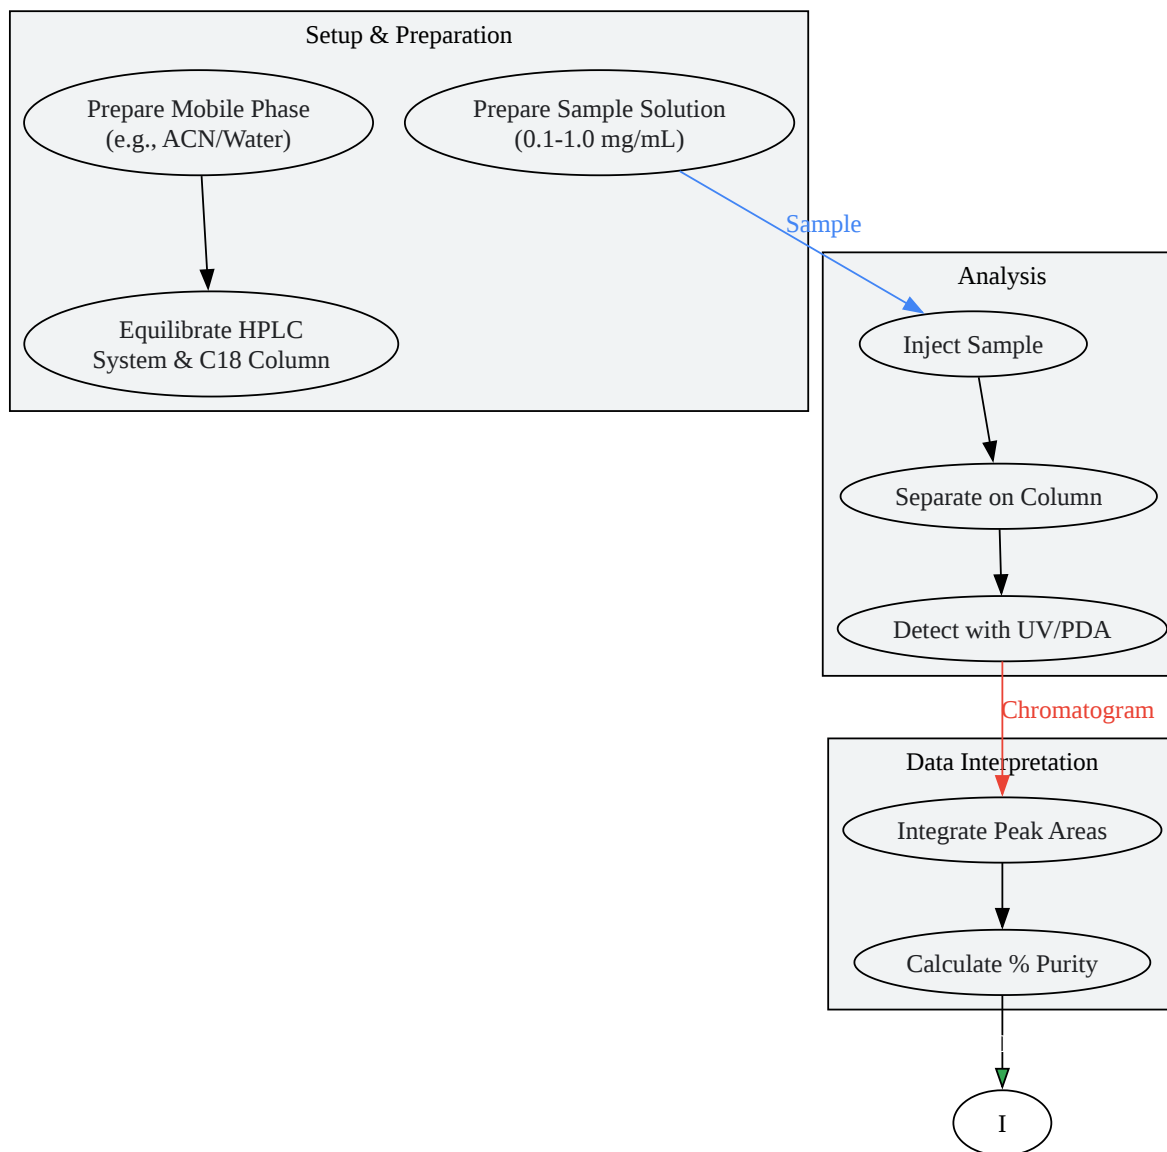 Setup & Preparation
Prepare Mobile Phase
(e.g., ACN/Water)
Prepare Sample Solution
(0.1-1.0 mg/mL)
Sample
Equilibrate HPLC
System & C18 Column
Analysis
Inject Sample
Separate on Column
Detect with UV/PDA
Chromatogram
Data Interpretation
Integrate Peak Areas
Calculate % Purity
I